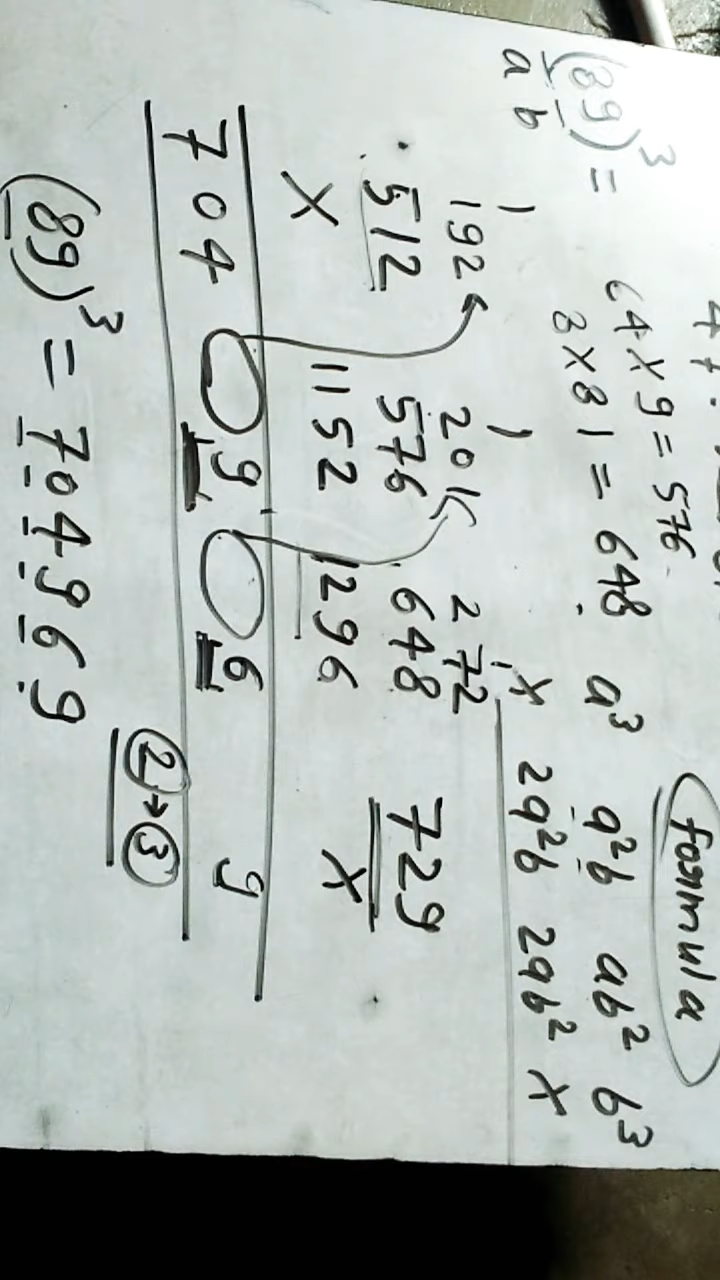 formula
64 × 9 = 576
8 × 81 = 648
a³ a²b ab² b³
x 2a²b 2ab² x
(89)³ =
a b
1 1
192 201 272
512 576 648 729
x 1152 1296 x
704 9 6 9
2 → 3
(89)³ = 704969